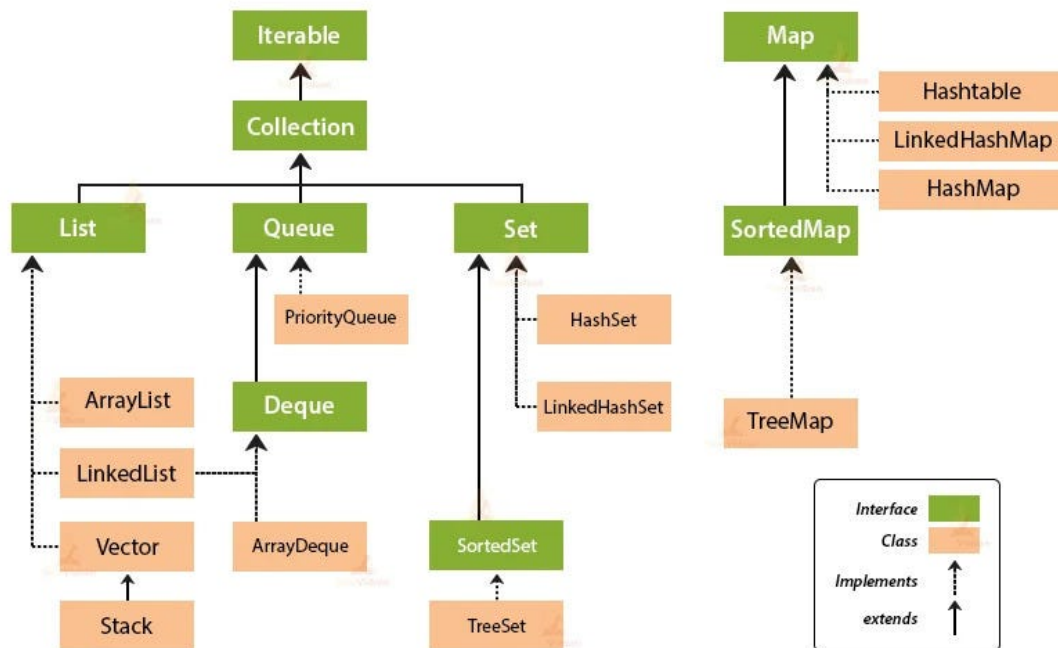 Iterable
Map
Hashtable
Collection
LinkedHashMap
HashMap
List
Queue
Set
SortedMap
PriorityQueue
HashSet
ArrayList
Deque
LinkedHashSet
TreeMap
LinkedList
Vector
ArrayDeque
SortedSet
Stack
TreeSet
Interface
Class
Implements
extends